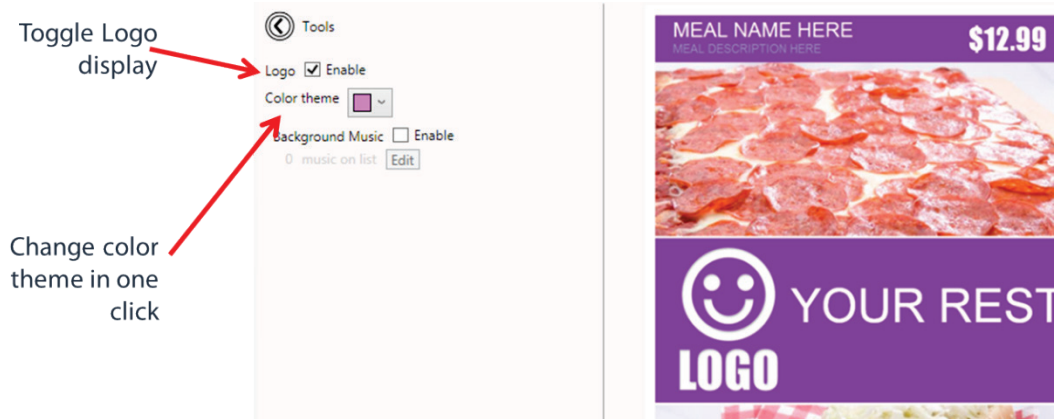 Toggle Logo
display
Change color
theme in one
click
Tools
Logo Enable
Color theme
Background Music Enable
0 music on list Edit
MEAL NAME HERE
MEAL DESCRIPTION HERE
$12.99
YOUR REST
LOGO